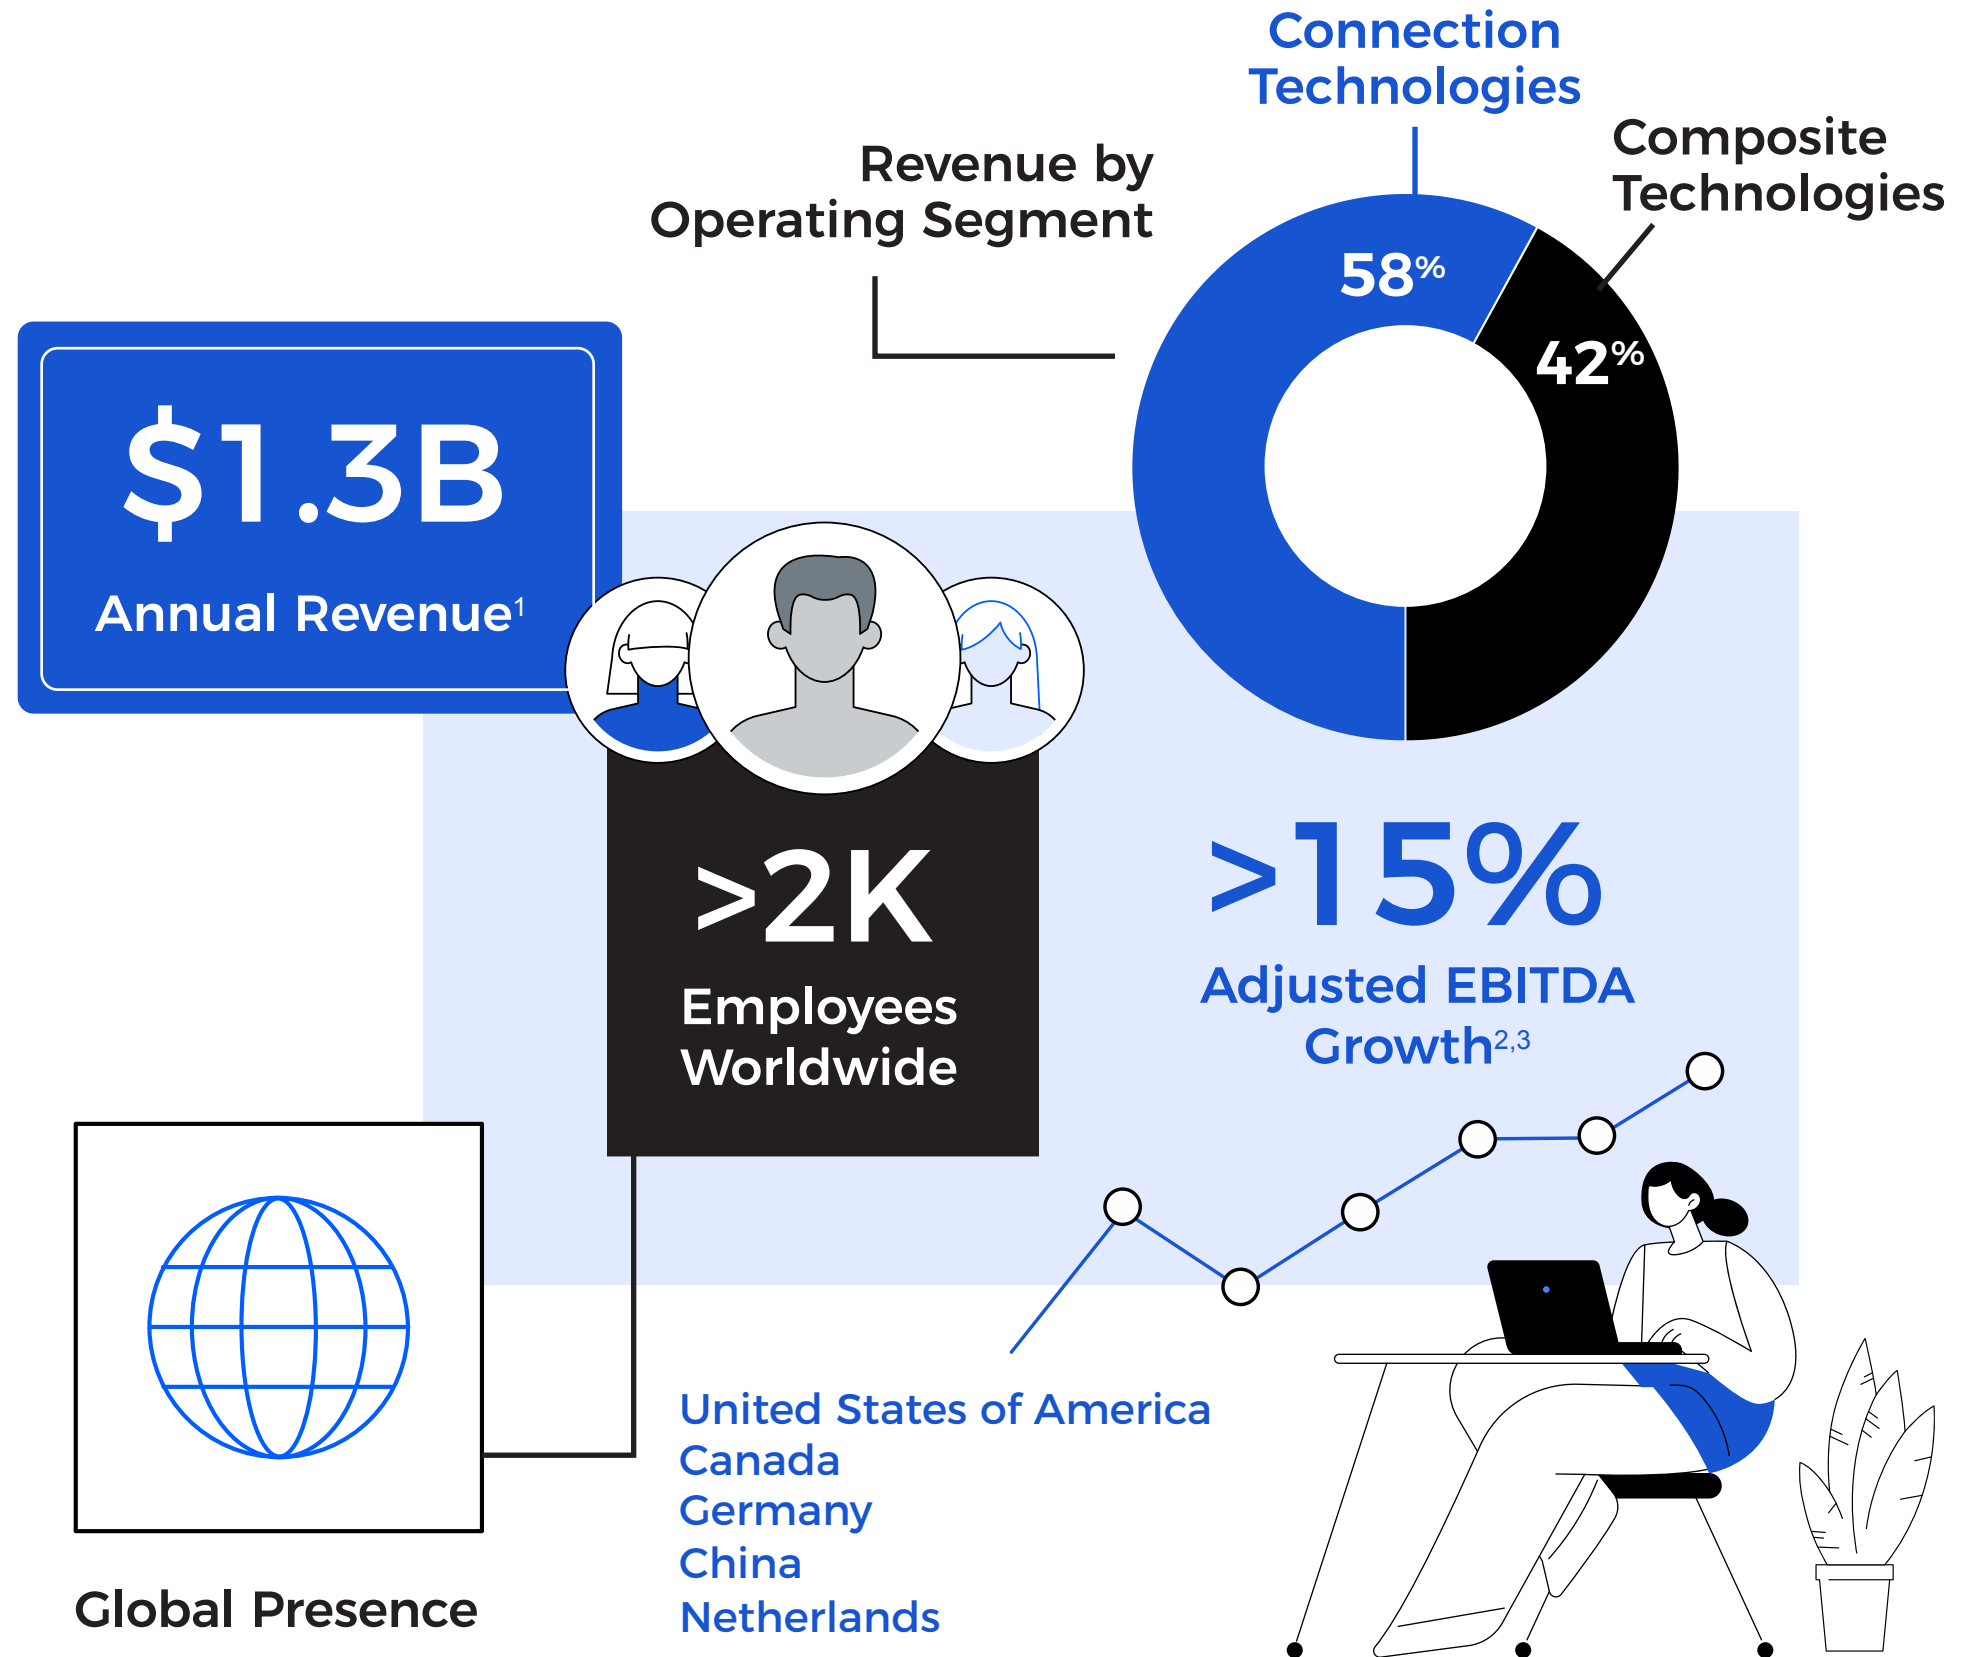 Connection
Technologies
Composite
Technologies
Revenue by
Operating Segment
58%
42%
$1.3B
Annual Revenue1
>2K
Employees
Worldwide
>15%
Adjusted EBITDA
Growth2,3
Global Presence
United States of America
Canada
Germany
China
Netherlands